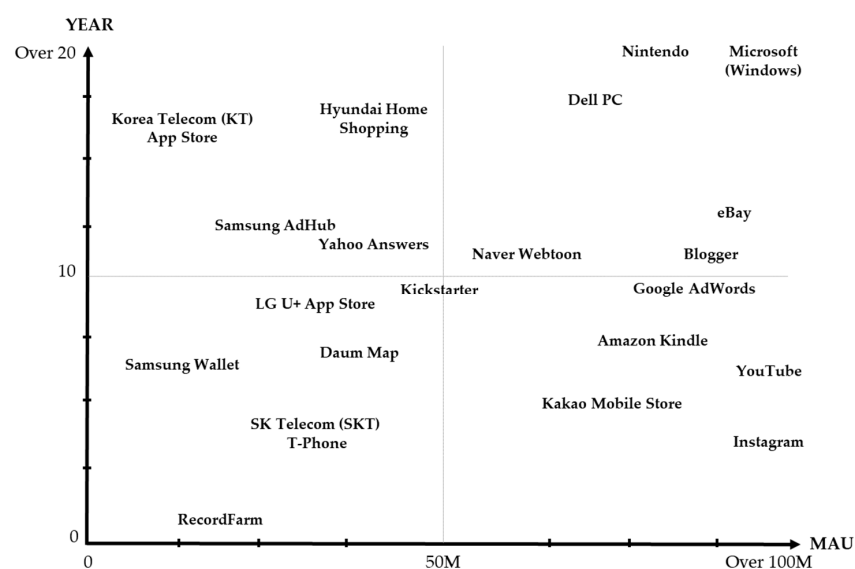 YEAR
Over 20
Nintendo
Microsoft
(Windows)
Dell PC
Korea Telecom (KT)
App Store
Hyundai Home
Shopping
eBay
Samsung AdHub
Yahoo Answers
Naver Webtoon
Blogger
10
Kickstarter
Google AdWords
LG U+ App Store
Amazon Kindle
Daum Map
Samsung Wallet
YouTube
Kakao Mobile Store
SK Telecom (SKT)
T-Phone
Instagram
RecordFarm
0
MAU
0
50M
Over 100M